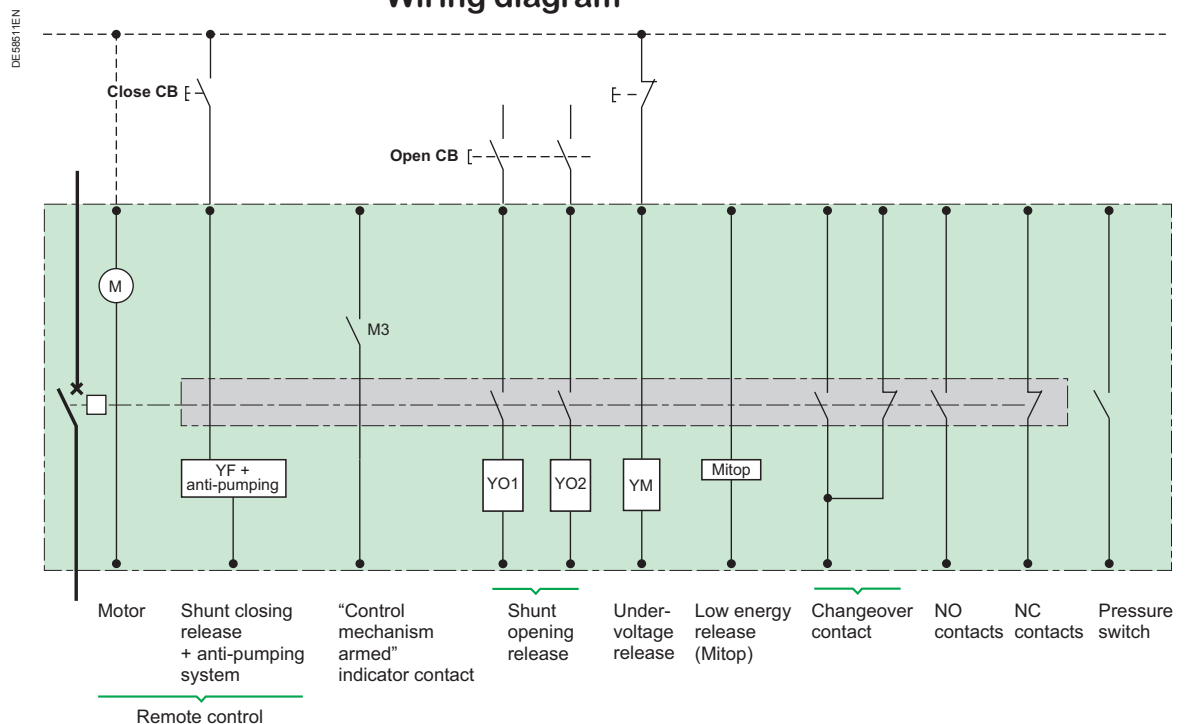 Wiring diagram
DE58511EN
Close CB
Open CB
M
M3
YF +
anti-pumping
YO1
YO2
YM
Mitop
Motor
Shunt closing
release
+ anti-pumping
system
“Control
mechanism
armed”
indicator contact
Shunt
opening
release
Under-
voltage
release
Low energy
release
(Mitop)
Changeover
contact
NO
contacts
NC
contacts
Pressure
switch
Remote control